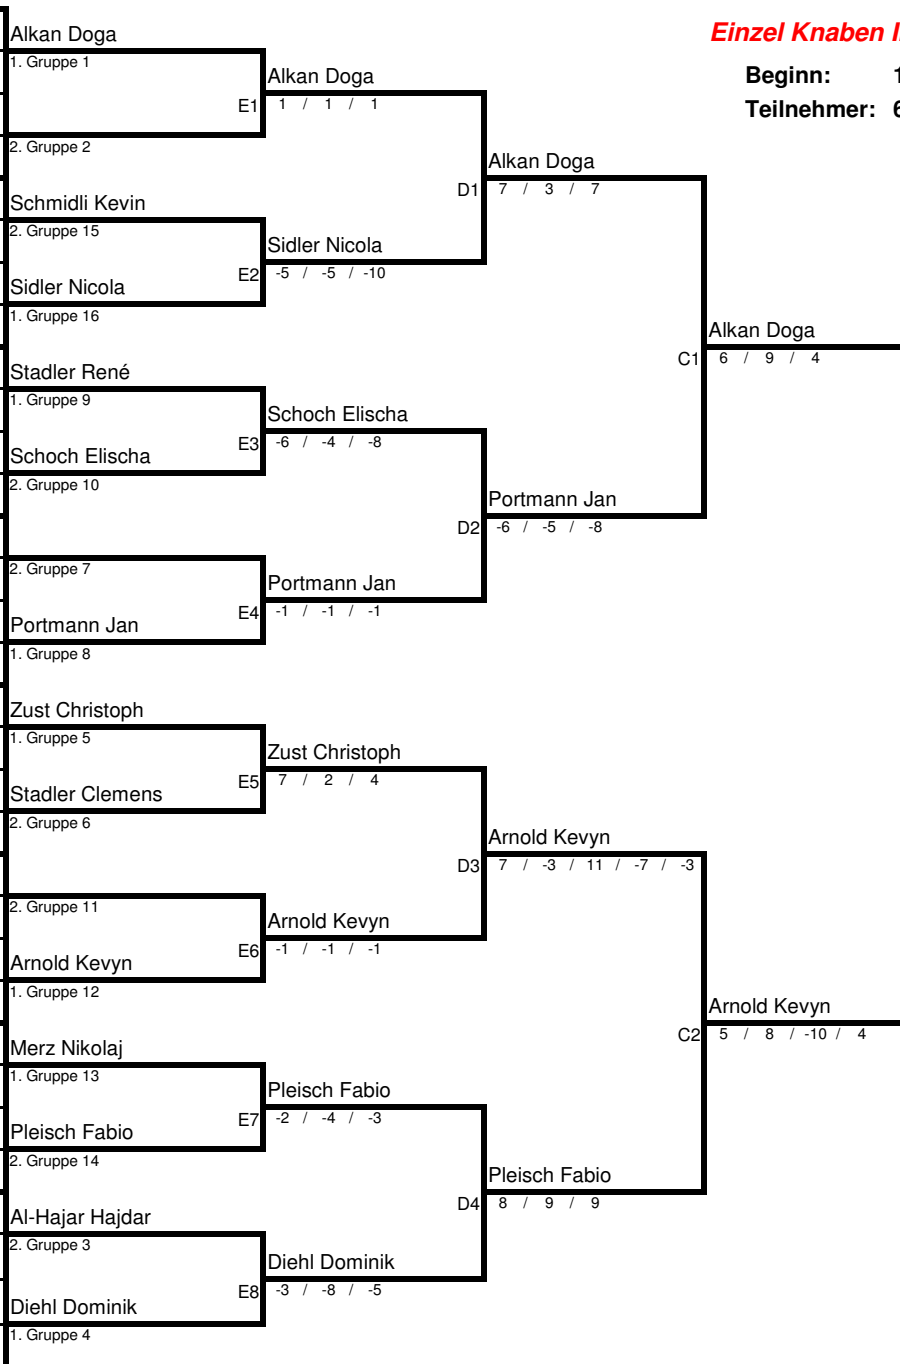 Alkan Doga
Einzel Knaben
1. Gruppe 1
Alkan Doga
Beginn:
E1
1 / 1 / 1
Teilnehmer:
2. Gruppe 2
Alkan Doga
D1
7 / 3 / 7
Schmidli Kevin
2. Gruppe 15
Sidler Nicola
E2
-5 / -5 / -10
Sidler Nicola
1. Gruppe 16
Alkan Doga
C1
6 / 9 / 4
Stadler René
1. Gruppe 9
Schoch Elischa
E3
-6 / -4 / -8
Schoch Elischa
2. Gruppe 10
Portmann Jan
D2
-6 / -5 / -8
2. Gruppe 7
Portmann Jan
E4
-1 / -1 / -1
Portmann Jan
1. Gruppe 8
Zust Christoph
1. Gruppe 5
Zust Christoph
E5
7 / 2 / 4
Stadler Clemens
2. Gruppe 6
Arnold Kevyn
D3
7 / -3 / 11 / -7 / -3
2. Gruppe 11
Arnold Kevyn
E6
-1 / -1 / -1
Arnold Kevyn
1. Gruppe 12
Arnold Kevyn
C2
5 / 8 / -10 / 4
Merz Nikolaj
1. Gruppe 13
Pleisch Fabio
E7
-2 / -4 / -3
Pleisch Fabio
2. Gruppe 14
Pleisch Fabio
D4
8 / 9 / 9
Al-Hajar Hajdar
2. Gruppe 3
Diehl Dominik
E8
-3 / -8 / -5
Diehl Dominik
1. Gruppe 4